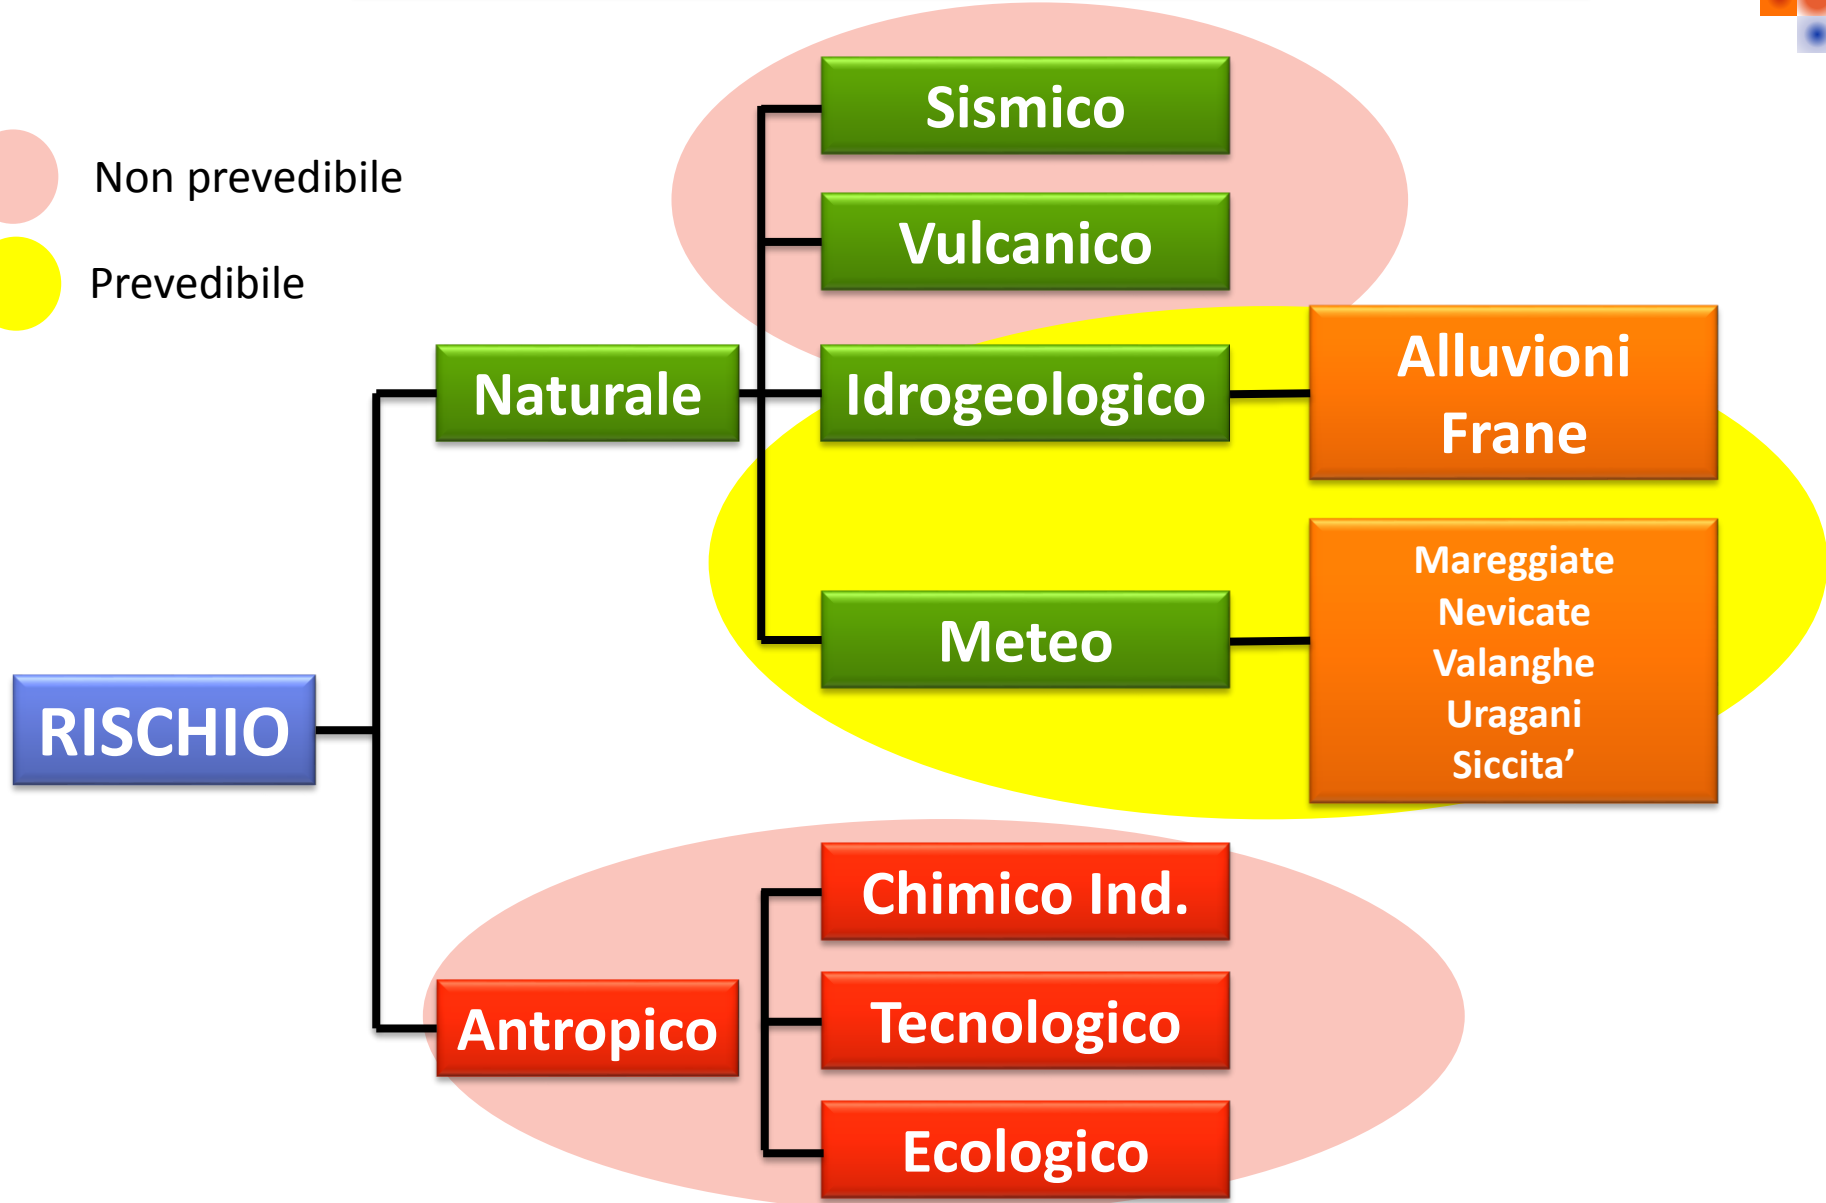 Non prevedibile
Prevedibile
RISCHIO
Naturale
Sismico
Vulcanico
Idrogeologico
Alluvioni
Frane
Meteo
Mareggiate
Nevicate
Valanghe
Uragani
Siccita’
Antropico
Chimico Ind.
Tecnologico
Ecologico